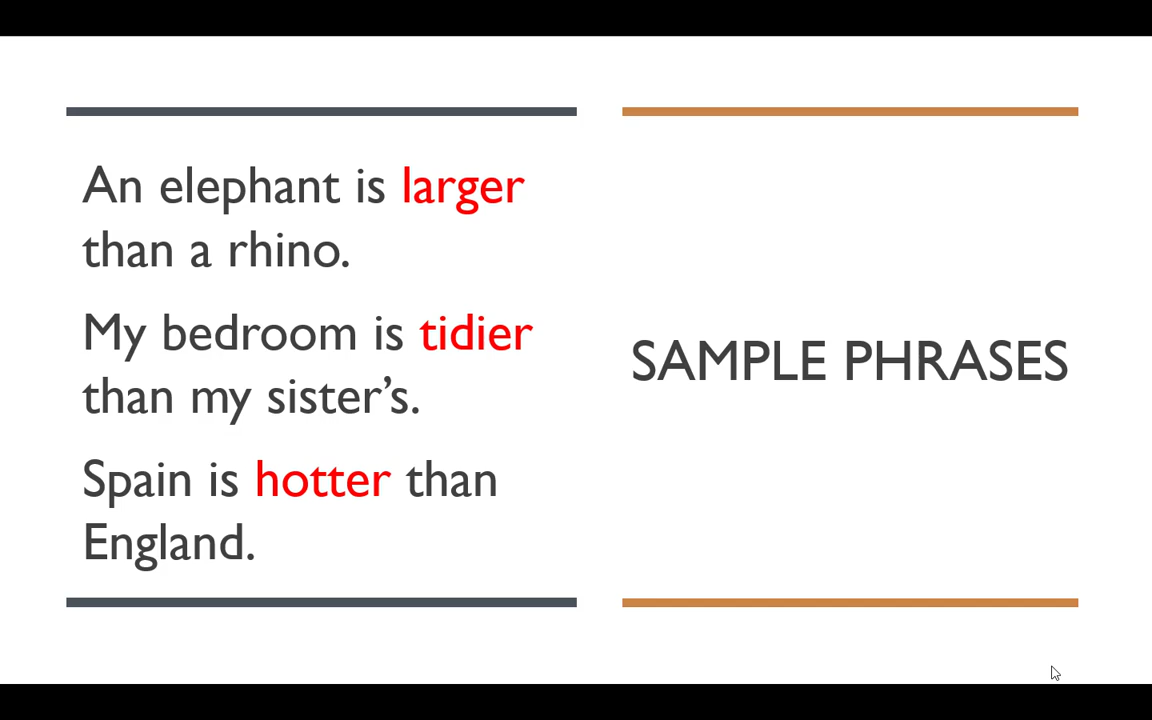 An elephant is larger
than a rhino.
My bedroom is tidier
than my sister’s.
Spain is hotter than
England.
SAMPLE PHRASES